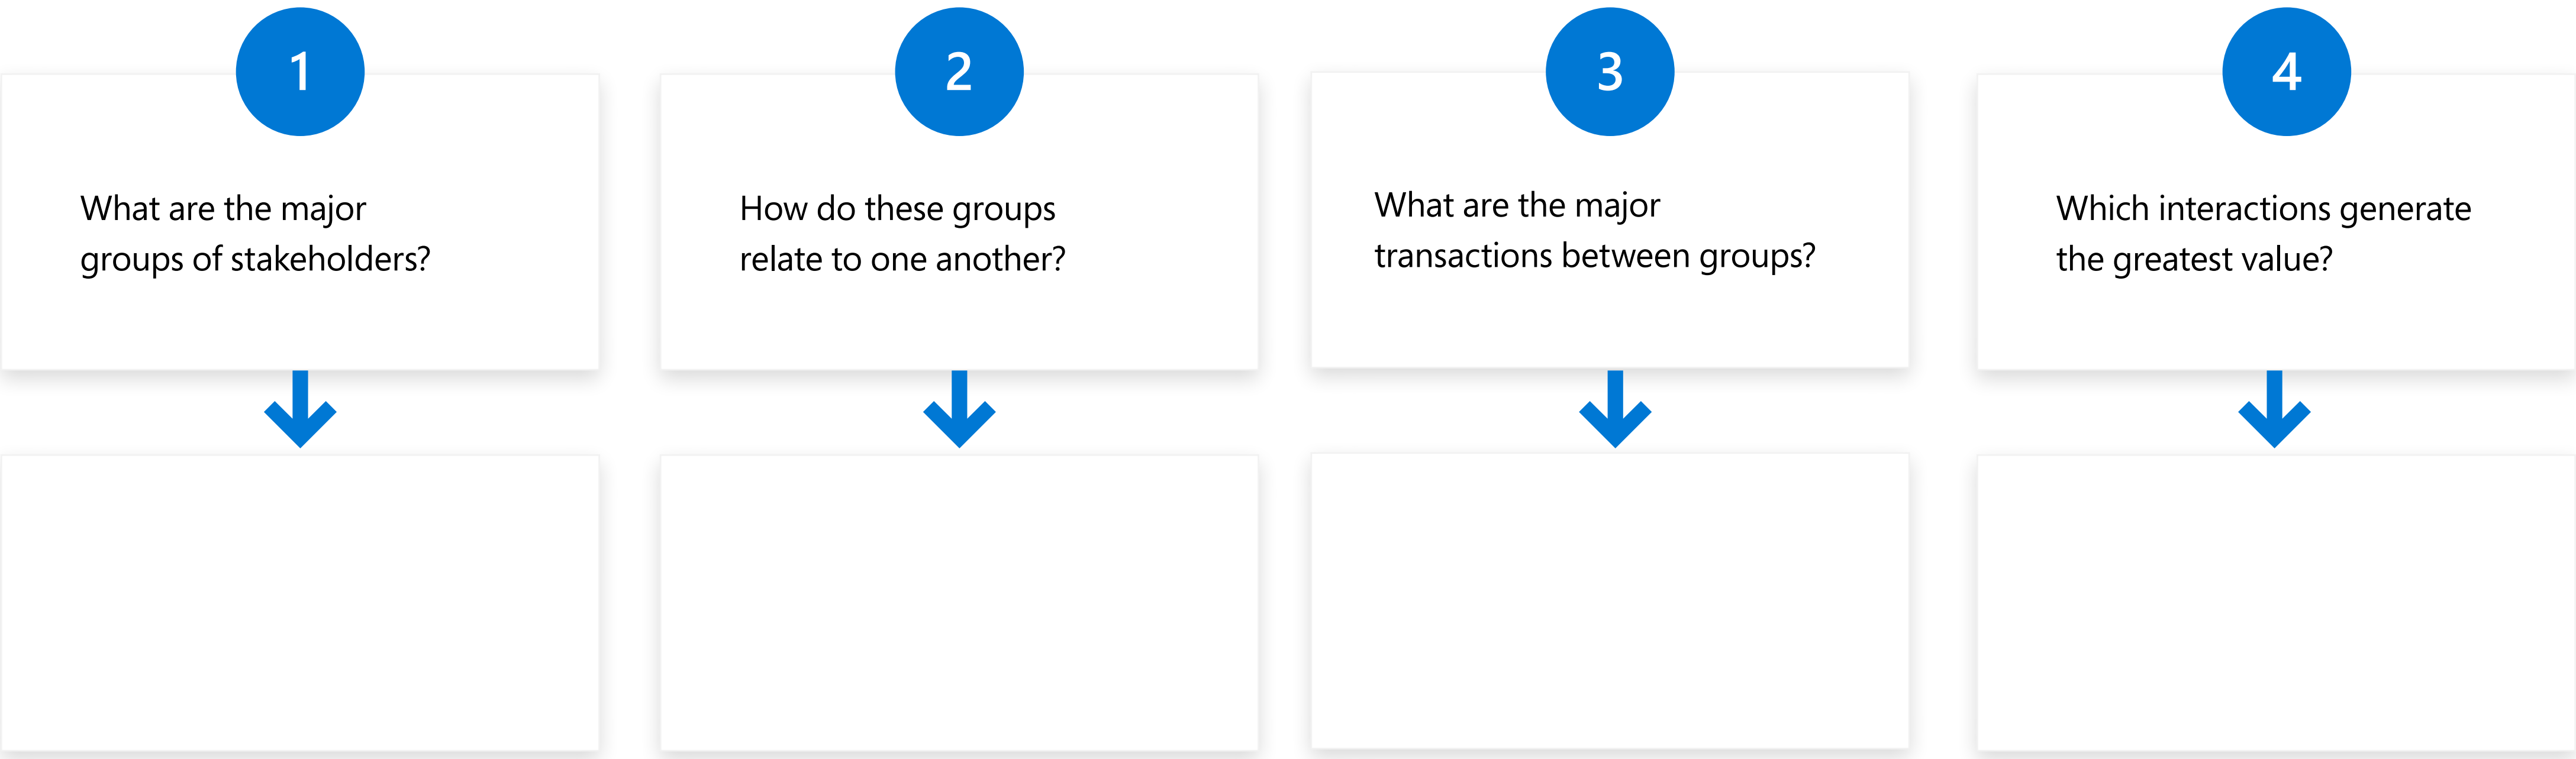 1
What are the major
groups of stakeholders?
2
How do these groups
relate to one another?
3
What are the major
transactions between groups?
4
Which interactions generate
the greatest value?